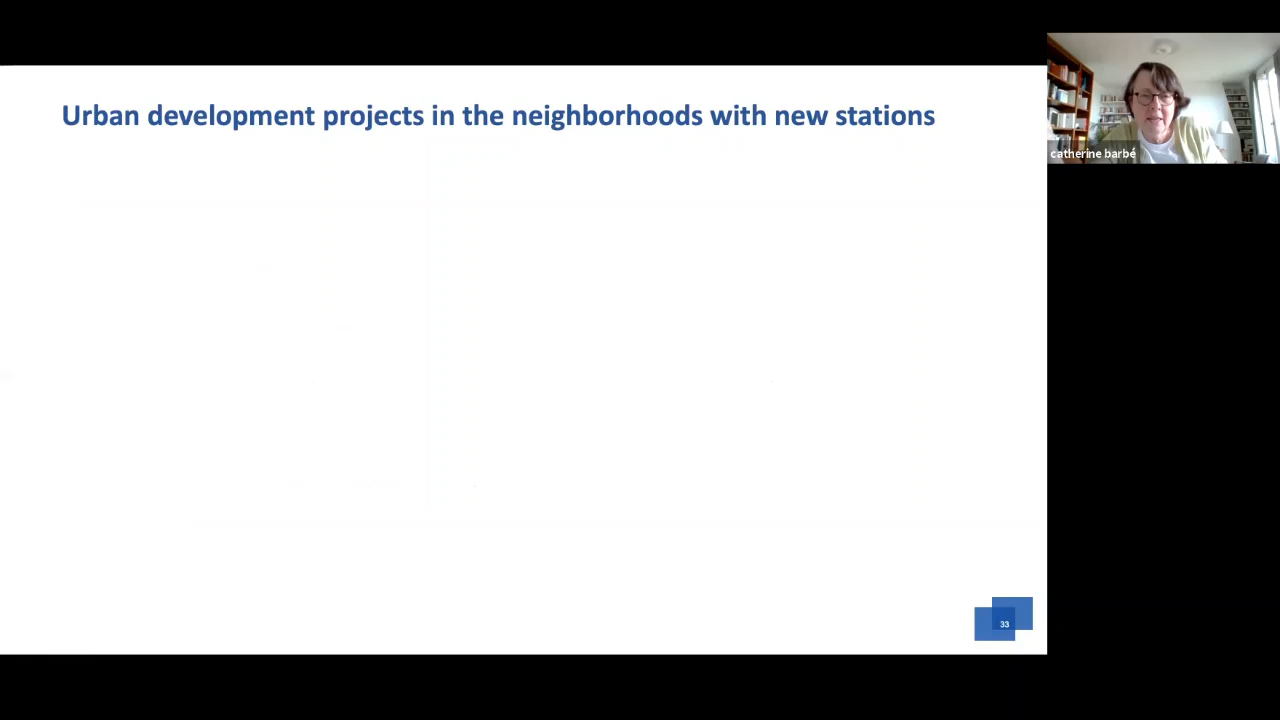 Urban development projects in the neighborhoods with new stations
catherine barbé
33